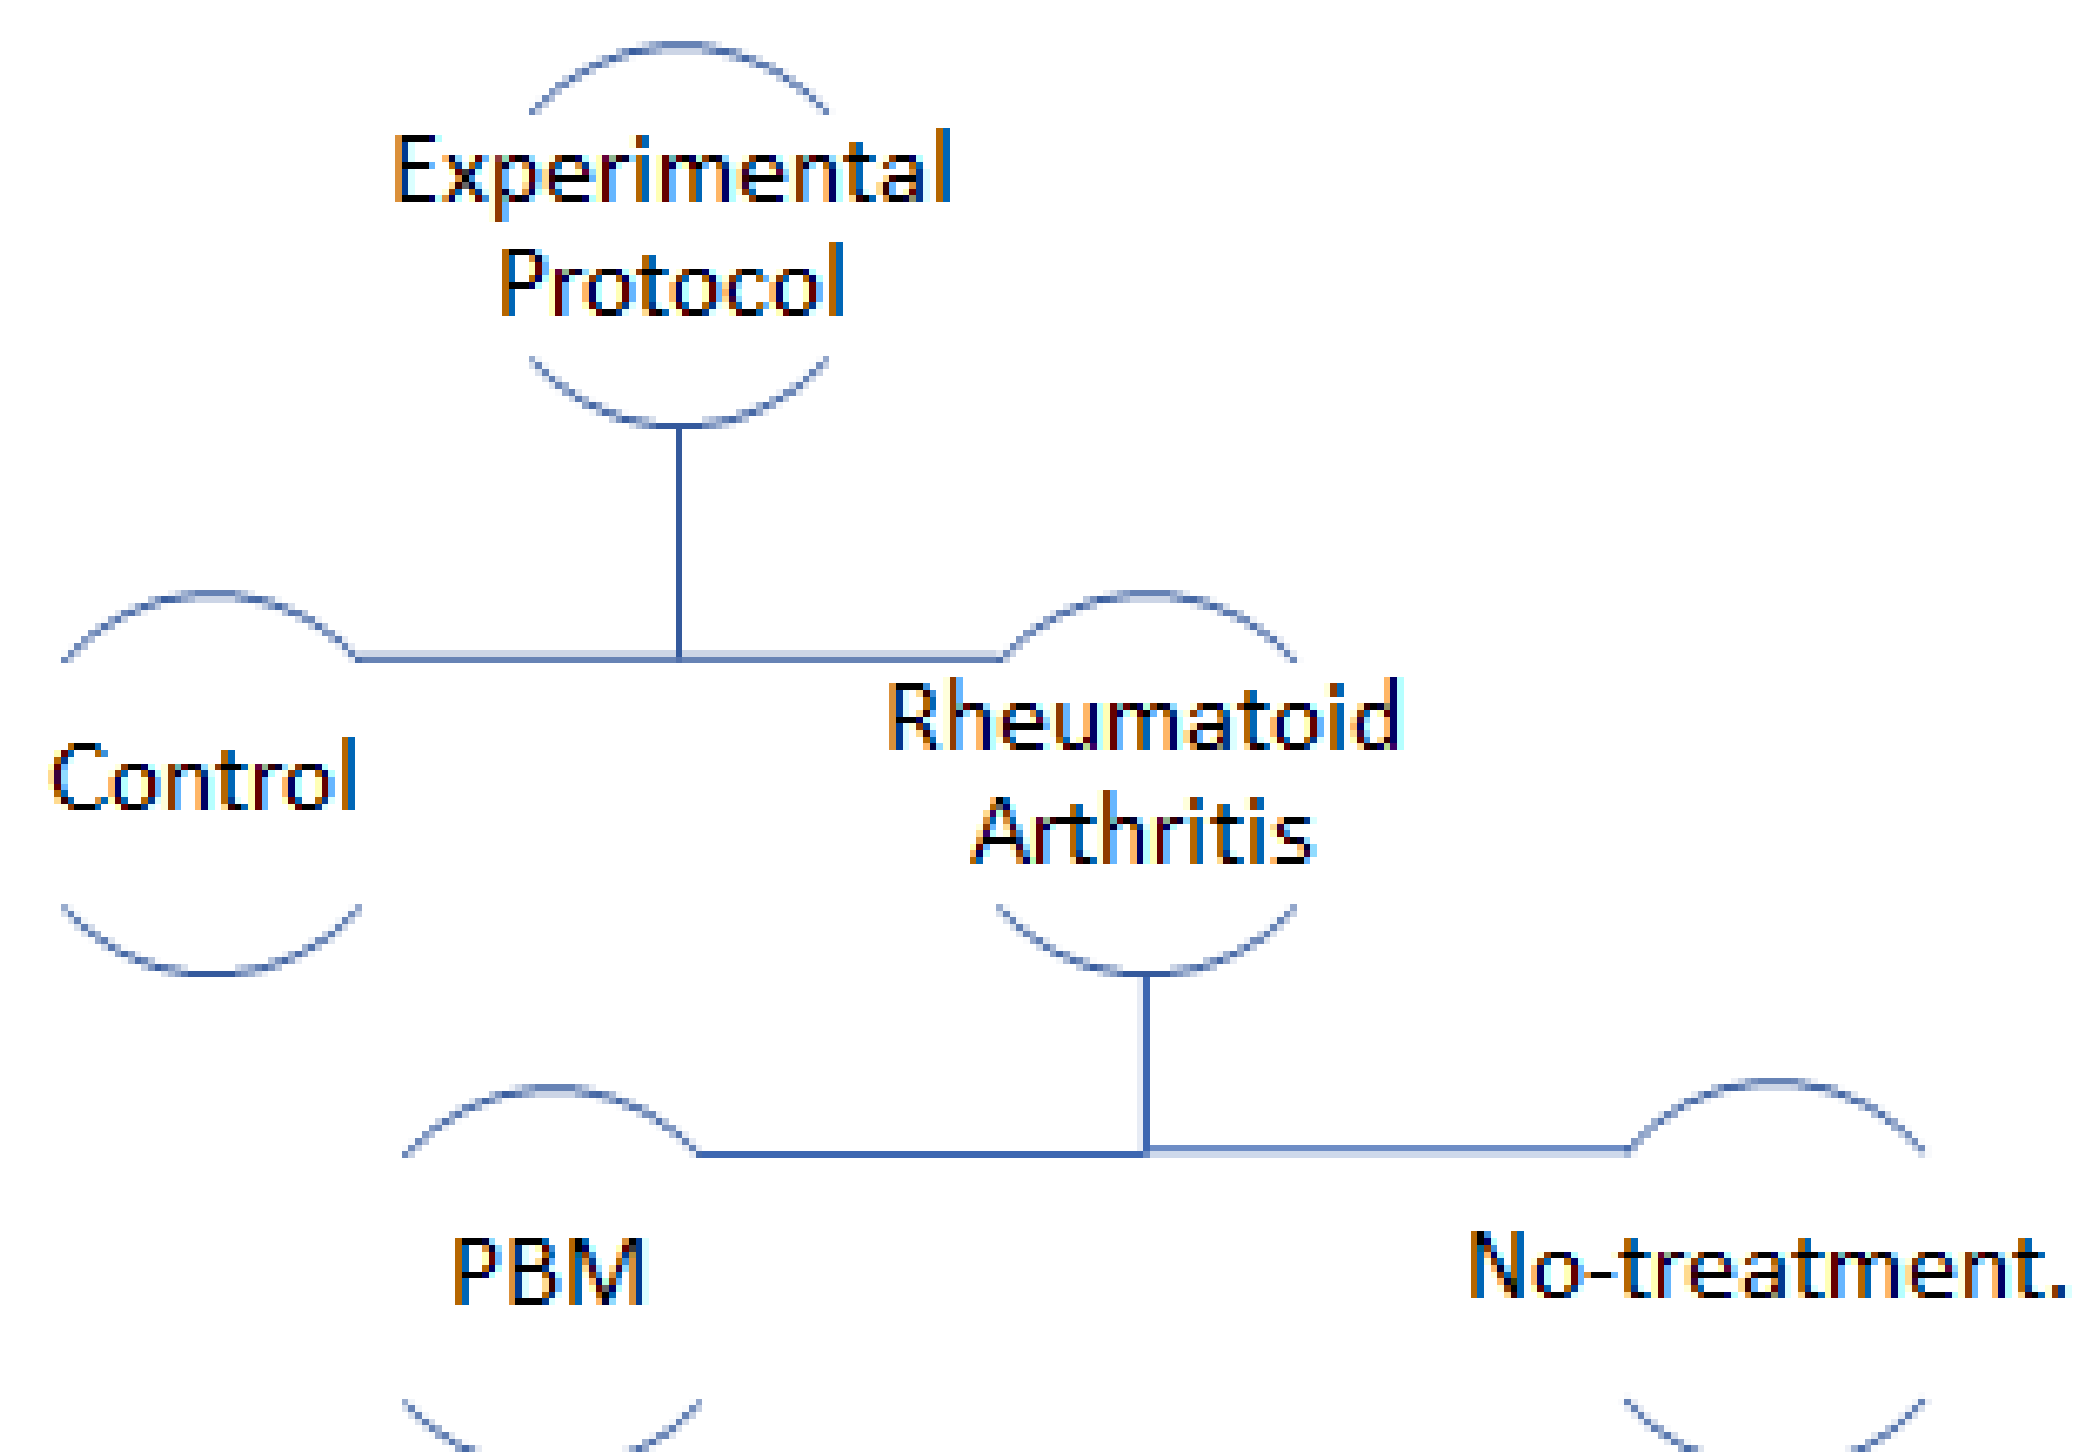 Experimental
Protocol
Control
Rheumatoid
Arthritis
PBM
No-treatment.